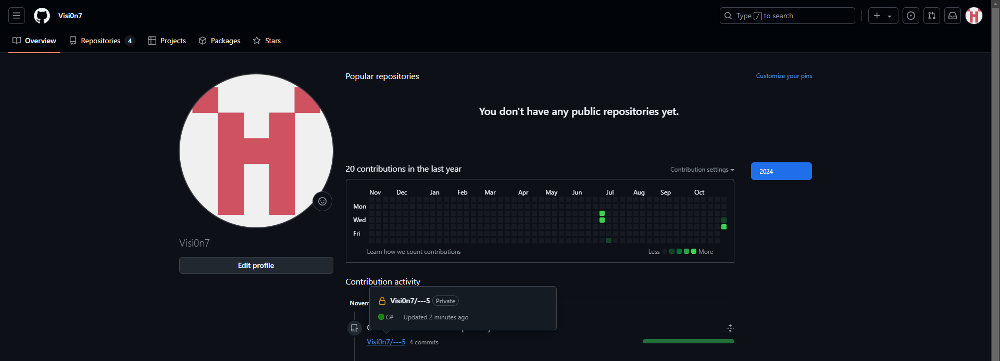 Visi0n7
Type / to search
Overview
Repositories 4
Projects
Packages
Stars
Popular repositories
Customize your pins
You don't have any public repositories yet.
20 contributions in the last year
Contribution settings
2024
Nov Dec Jan Feb Mar Apr May Jun Jul Aug Sep Oct
Mon
Wed
Fri
Learn how we count contributions
Less More
Visi0n7
Edit profile
Contribution activity
Visi0n7/---5 Private
C# Updated 2 minutes ago
Visi0n7/---5 4 commits